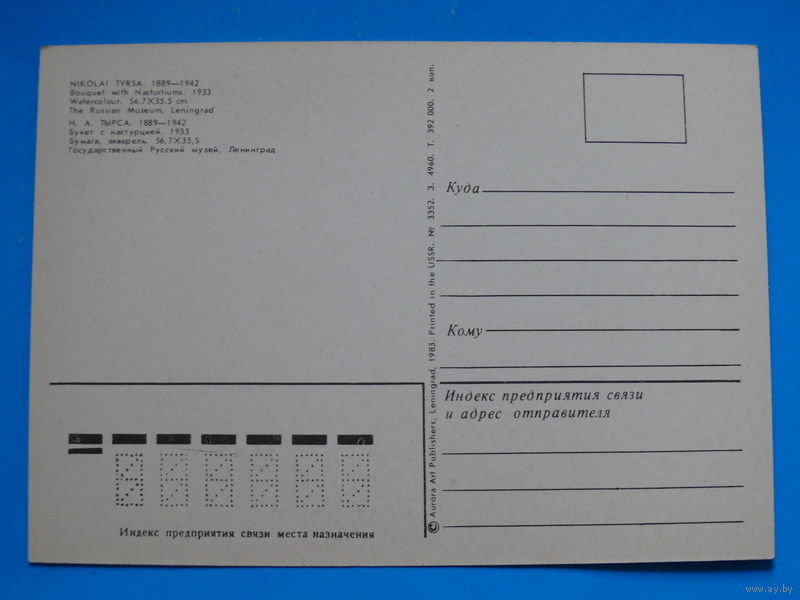 NIKOLAI TYRSA. 1889—1942
Bouquet with Nasturtiums. 1933
Watercolour. 56.7X35.5 cm
The Russian Museum, Leningrad
Н. А. ТЫРСА. 1889—1942
Букет с настурцией. 1933
Бумага, акварель. 56,7X35,5
Государственный Русский музей, Ленинград
© Aurora Art Publishers, Leningrad, 1983. Printed in the USSR. № 3352. З. 4960. Т. 392 000. 2 коп.
Куда
Кому
Индекс предприятия связи
и адрес отправителя
Индекс предприятия связи места назначения
www.ay.by